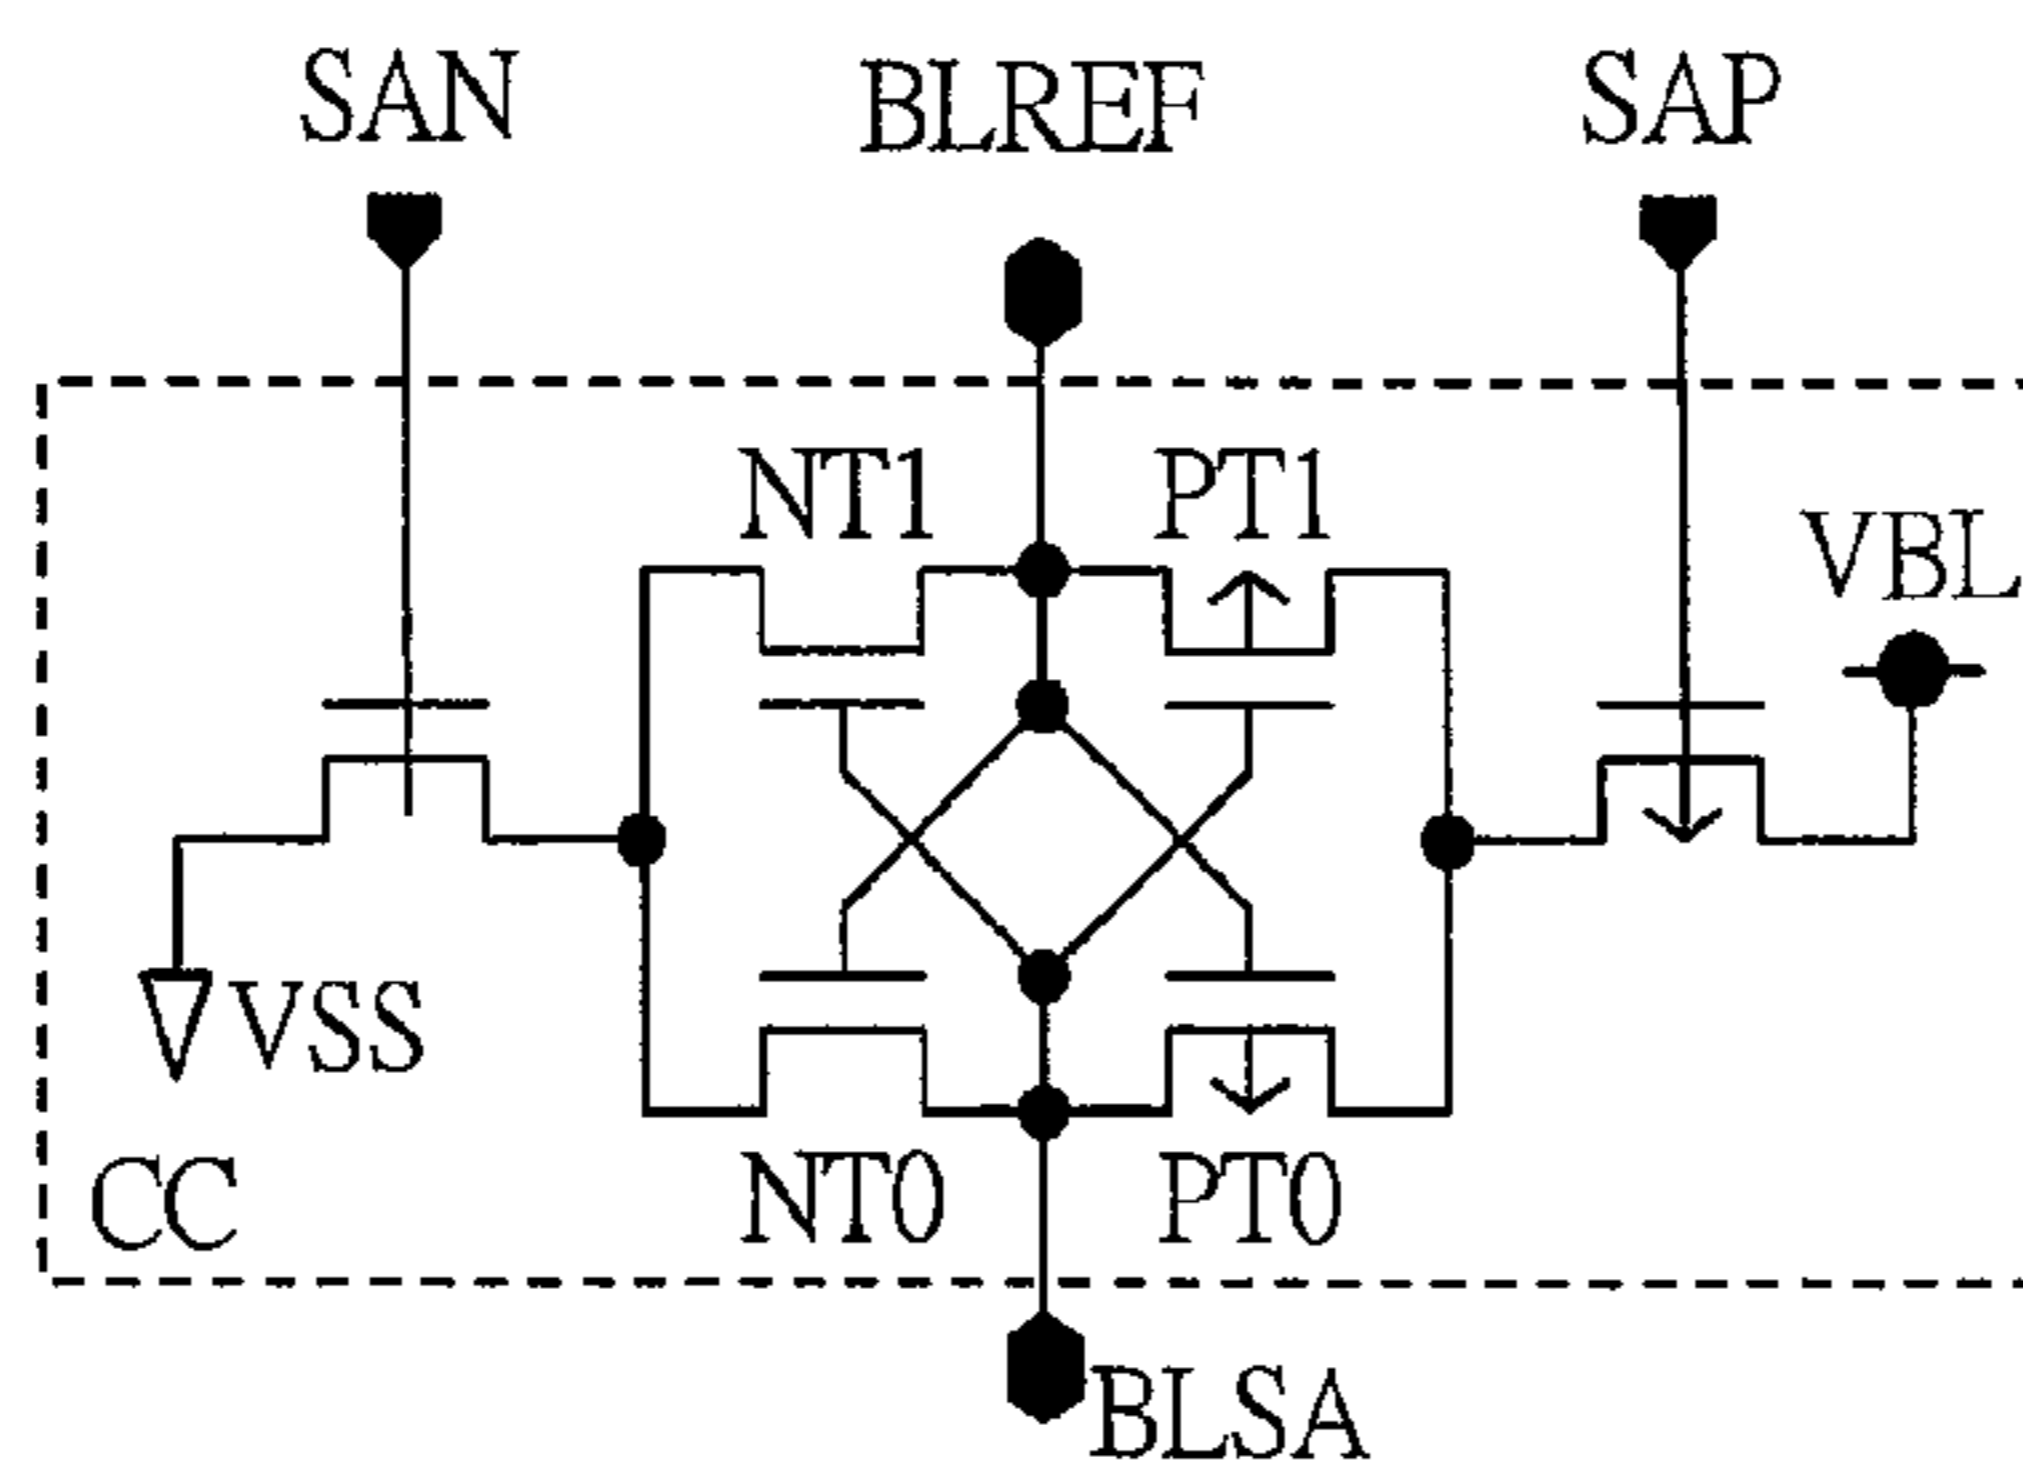 SAN
BLREF
SAP
NT1
PT1
VBL
VSS
CC
NT0
PT0
BLSA